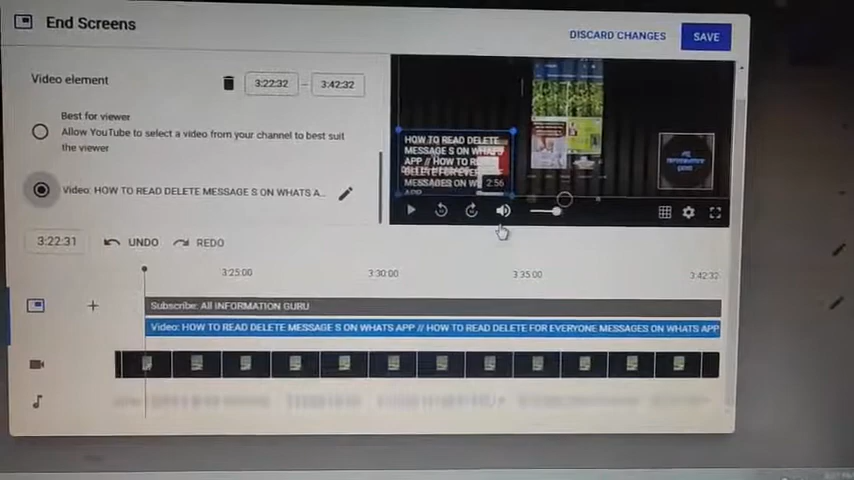 End Screens
DISCARD CHANGES
SAVE
Video element
3:22:32 – 3:42:32
Best for viewer
Allow YouTube to select a video from your channel to best suit
the viewer
Video: HOW TO READ DELETE MESSAGE S ON WHATS A...
HOW TO READ DELETE
MESSAGE S ON WHATS
APP // HOW TO READ
DELETE FOR EVERYONE
MESSAGES ON W
2:56
3:22:31
UNDO
REDO
3:25:00
3:30:00
3:35:00
3:42:32
Subscribe: All INFORMATION GURU
Video: HOW TO READ DELETE MESSAGE S ON WHATS APP // HOW TO READ DELETE FOR EVERYONE MESSAGES ON WHATS APP